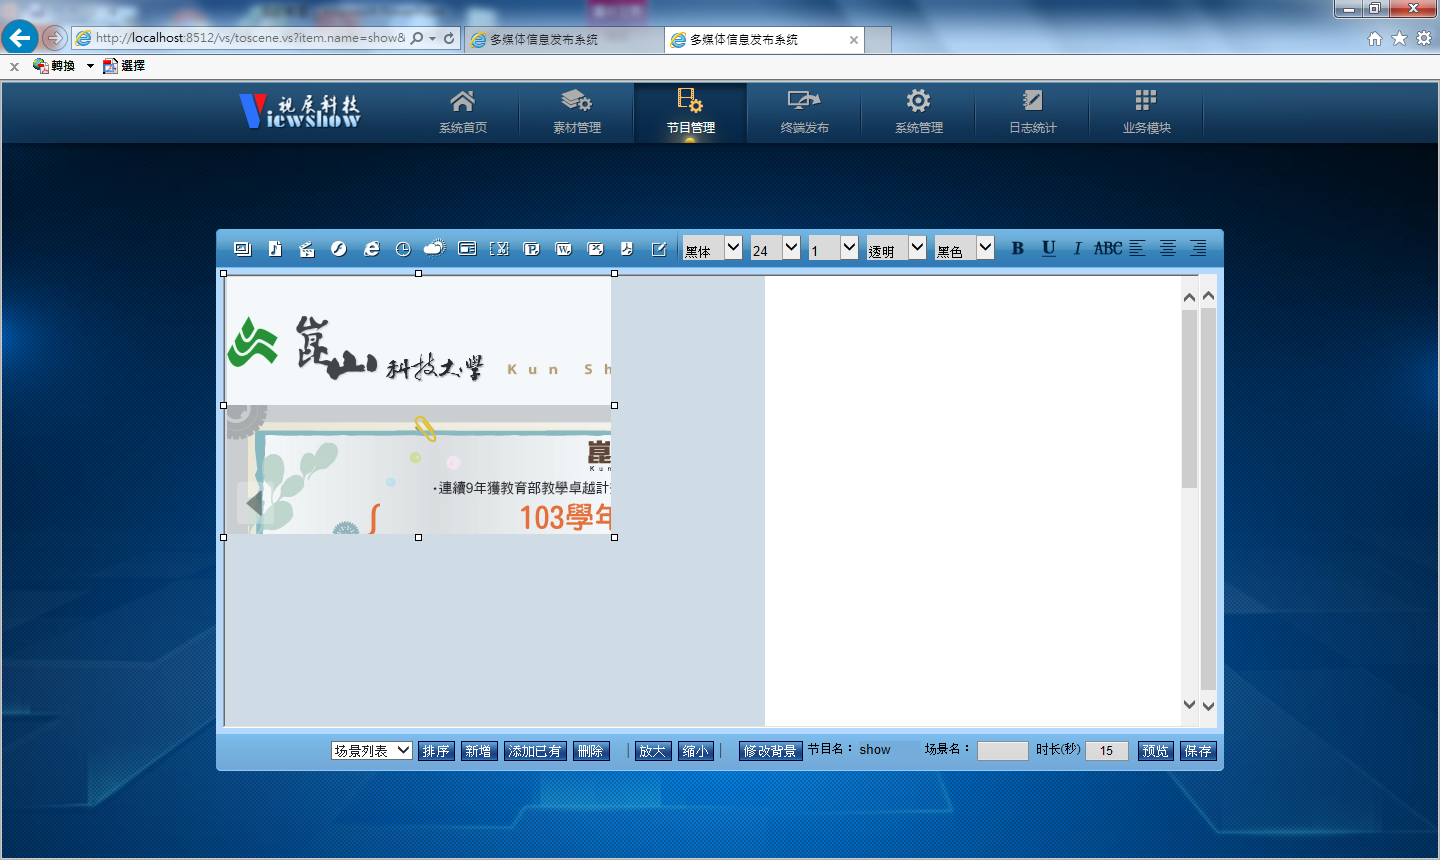 http://localhost:8512/vs/toscene.vs?item.name=show&
多媒体信息发布系统
多媒体信息发布系统
轉換
選擇
視展科技
Viewshow
系统首页
素材管理
节目管理
终端发布
系统管理
日志统计
业务模块
黑体
24
1
透明
黑色
B
U
I
ABC
崑山科技大學
Kun Sh
崑
Kun
·連續9年獲教育部教學卓越計
103學年
场景列表
排序
新增
添加已有
删除
放大
缩小
修改背景
节目名：
show
场景名：
时长(秒)
15
预览
保存